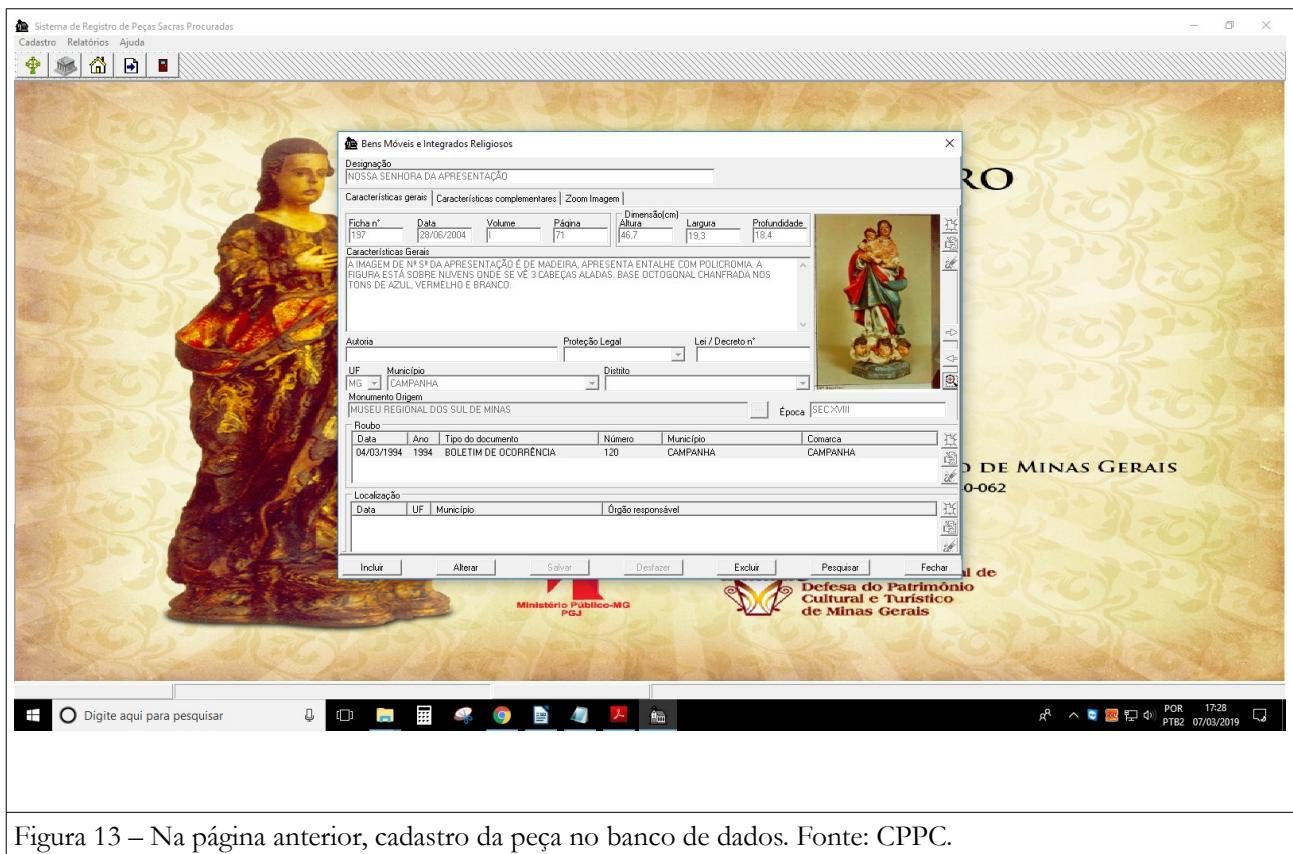 Sistema de Registro de Peças Sacras Procuradas
Cadastro Relatórios Ajuda
RO
Bens Móveis e Integrados Religiosos
Designação
NOSSA SENHORA DA APRESENTAÇÃO
Características gerais Características complementares Zoom Imagem
Dimensão(cm)
Ficha n° Data Volume Página Altura Largura Profundidade
197 28/06/2004 I 71 46,7 19,3 18,4
Características Gerais
A IMAGEM DE Nª Sª DA APRESENTAÇÃO É DE MADEIRA, APRESENTA ENTALHE COM POLICROMIA. A
FIGURA ESTÁ SOBRE NUVENS ONDE SE VÊ 3 CABEÇAS ALADAS. BASE OCTOGONAL CHANFRADA NOS
TONS DE AZUL, VERMELHO E BRANCO.
Autoria Proteção Legal Lei / Decreto n°
UF Município Distrito
MG CAMPANHA
Monumento Origem
MUSEU REGIONAL DOS SUL DE MINAS Época SEC XVIII
Roubo
Data Ano Tipo do documento Número Município Comarca
04/03/1994 1994 BOLETIM DE OCORRÊNCIA 120 CAMPANHA CAMPANHA
Localização
Data UF Município Órgão responsável
Incluir Alterar Salvar Desfazer Excluir Pesquisar Fechar
O DE MINAS GERAIS
0-062
al de
Defesa do Patrimônio
Cultural e Turístico
de Minas Gerais
Ministério Público-MG
PGJ
Digite aqui para pesquisar
POR 17:28
PTB2 07/03/2019
Figura 13 – Na página anterior, cadastro da peça no banco de dados. Fonte: CPPC.